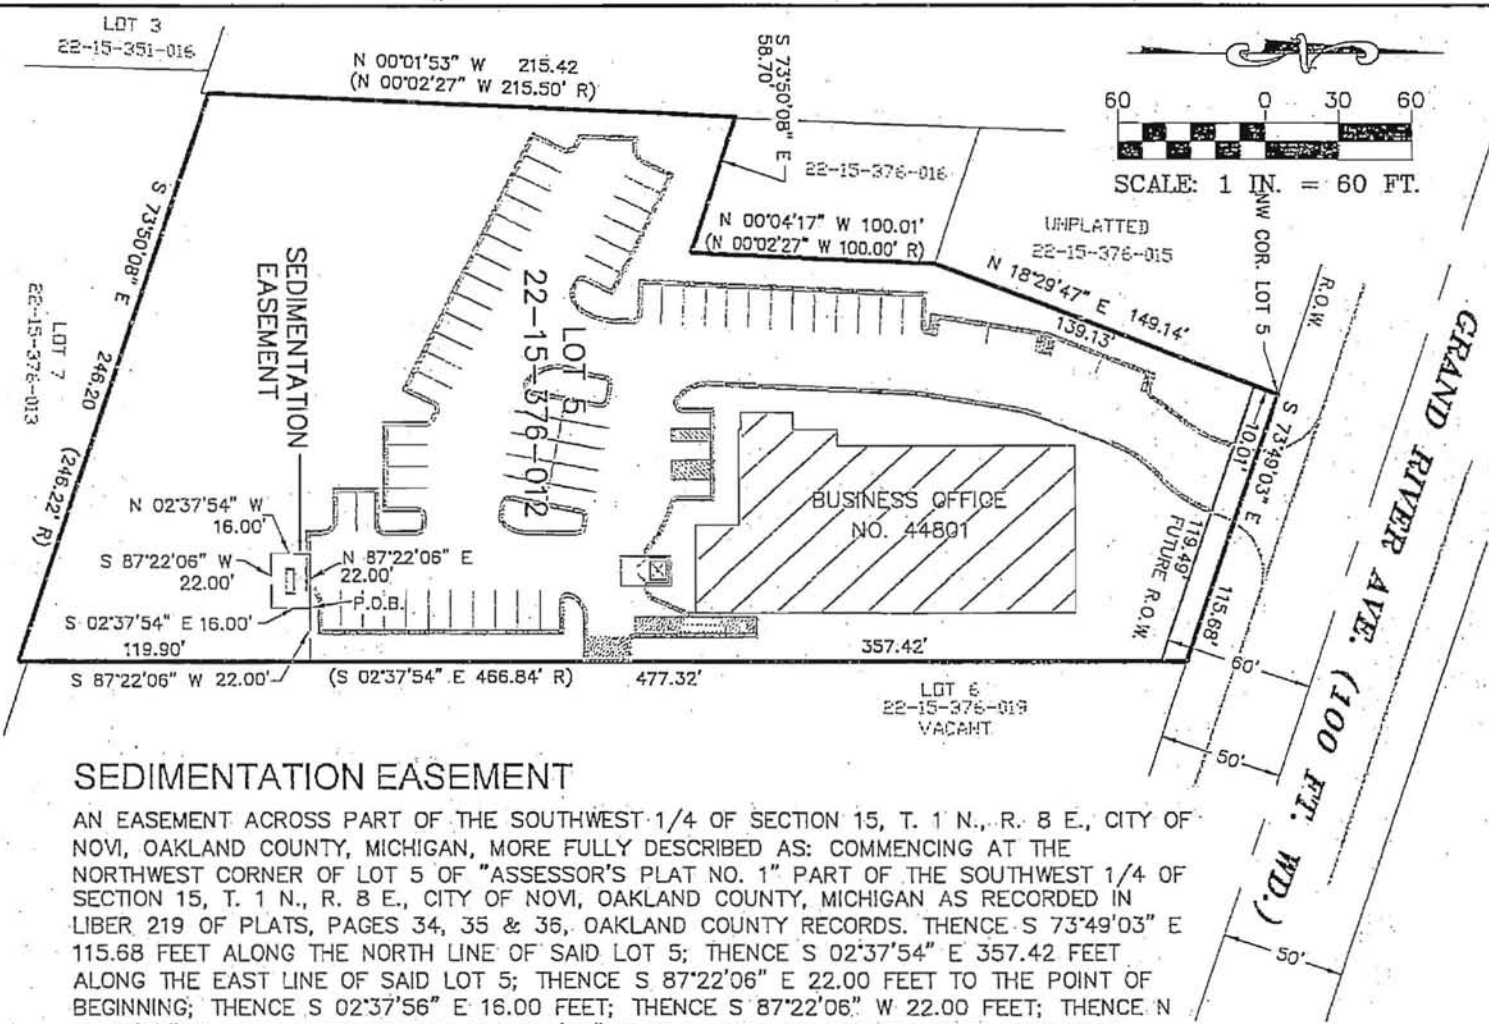 LOT 3
22-15-351-016
N 00°01'53" W 215.42
(N 00°02'27" W 215.50' R)
S 73°50'08" E
58.70'
22-15-376-016
60 0 30 60
SCALE: 1 IN. = 60 FT.
N 00°04'17" W 100.01'
(N 00°02'27" W 100.00' R)
UNPLATTED
22-15-376-015
NW COR. LOT 5
N 18°29'47" E 149.14'
139.13'
R.O.W.
GRAND RIVER AVE. (100 FT. WD.)
S 73°50'08" E 246.20
(246.22' R)
LOT 7
22-15-376-013
SEDIMENTATION
EASEMENT
LOT 5
22-15-376-012
S 73°49'03" E
10.01'
119.49'
FUTURE R.O.W.
115.68'
BUSINESS OFFICE
NO. 44801
N 02°37'54" W
16.00'
S 87°22'06" W
22.00'
N 87°22'06" E
22.00'
P.O.B.
S 02°37'54" E 16.00'
119.90'
357.42'
60'
S 87°22'06" W 22.00'
(S 02°37'54" E 466.84' R) 477.32'
LOT 6
22-15-376-019
VACANT
50'
50'
SEDIMENTATION EASEMENT
AN EASEMENT ACROSS PART OF THE SOUTHWEST 1/4 OF SECTION 15, T. 1 N., R. 8 E., CITY OF
NOVI, OAKLAND COUNTY, MICHIGAN, MORE FULLY DESCRIBED AS: COMMENCING AT THE
NORTHWEST CORNER OF LOT 5 OF "ASSESSOR'S PLAT NO. 1" PART OF THE SOUTHWEST 1/4 OF
SECTION 15, T. 1 N., R. 8 E., CITY OF NOVI, OAKLAND COUNTY, MICHIGAN AS RECORDED IN
LIBER 219 OF PLATS, PAGES 34, 35 & 36, OAKLAND COUNTY RECORDS. THENCE S 73°49'03" E
115.68 FEET ALONG THE NORTH LINE OF SAID LOT 5; THENCE S 02°37'54" E 357.42 FEET
ALONG THE EAST LINE OF SAID LOT 5; THENCE S 87°22'06" E 22.00 FEET TO THE POINT OF
BEGINNING; THENCE S 02°37'56" E 16.00 FEET; THENCE S 87°22'06" W 22.00 FEET; THENCE N